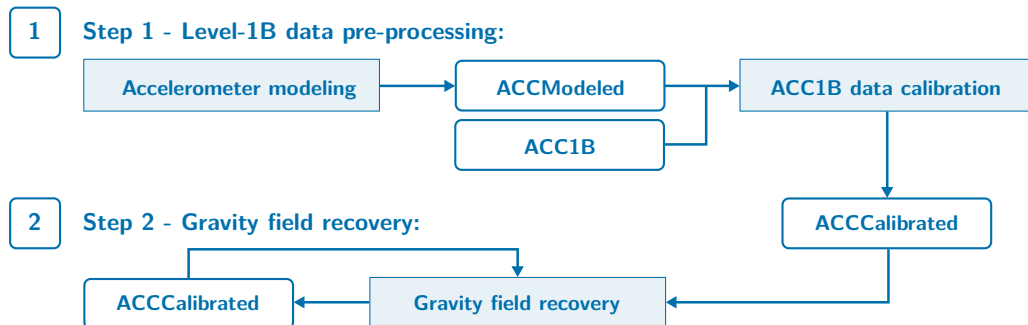 1
Step 1 - Level-1B data pre-processing:
Accelerometer modeling
ACCModeled
ACC1B data calibration
ACC1B
2
Step 2 - Gravity field recovery:
ACCCalibrated
ACCCalibrated
Gravity field recovery